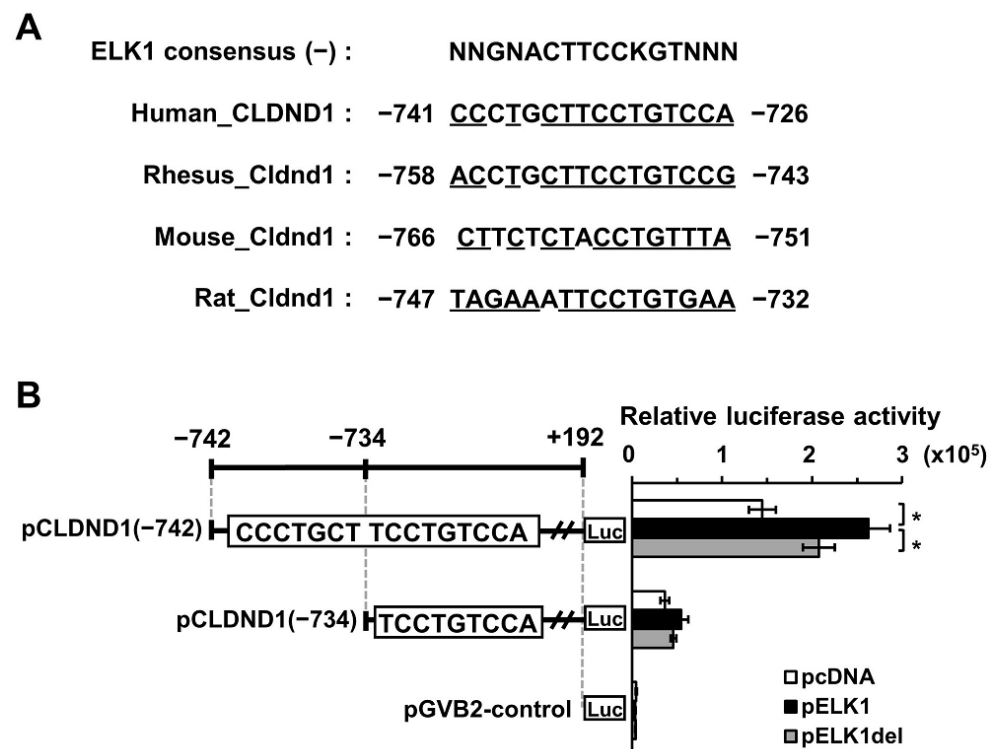 A
ELK1 consensus (−) : NNGNACTTCCKGTNNN
Human_CLDND1 : −741 CCCTGCTTCCTGTCCA −726
Rhesus_Cldnd1 : −758 ACCTGCTTCCTGTCCG −743
Mouse_Cldnd1 : −766 CTTCTCTACCTGTTTA −751
Rat_Cldnd1 : −747 TAGAAATTCCTGTGAA −732
B
Relative luciferase activity
−742 −734 +192 0 1 2 3 (x10⁵)
pCLDND1(−742) CCCTGCT TCCTGTCCA Luc *
*
pCLDND1(−734) TCCTGTCCA Luc
pGVB2-control Luc
pcDNA
pELK1
pELK1del